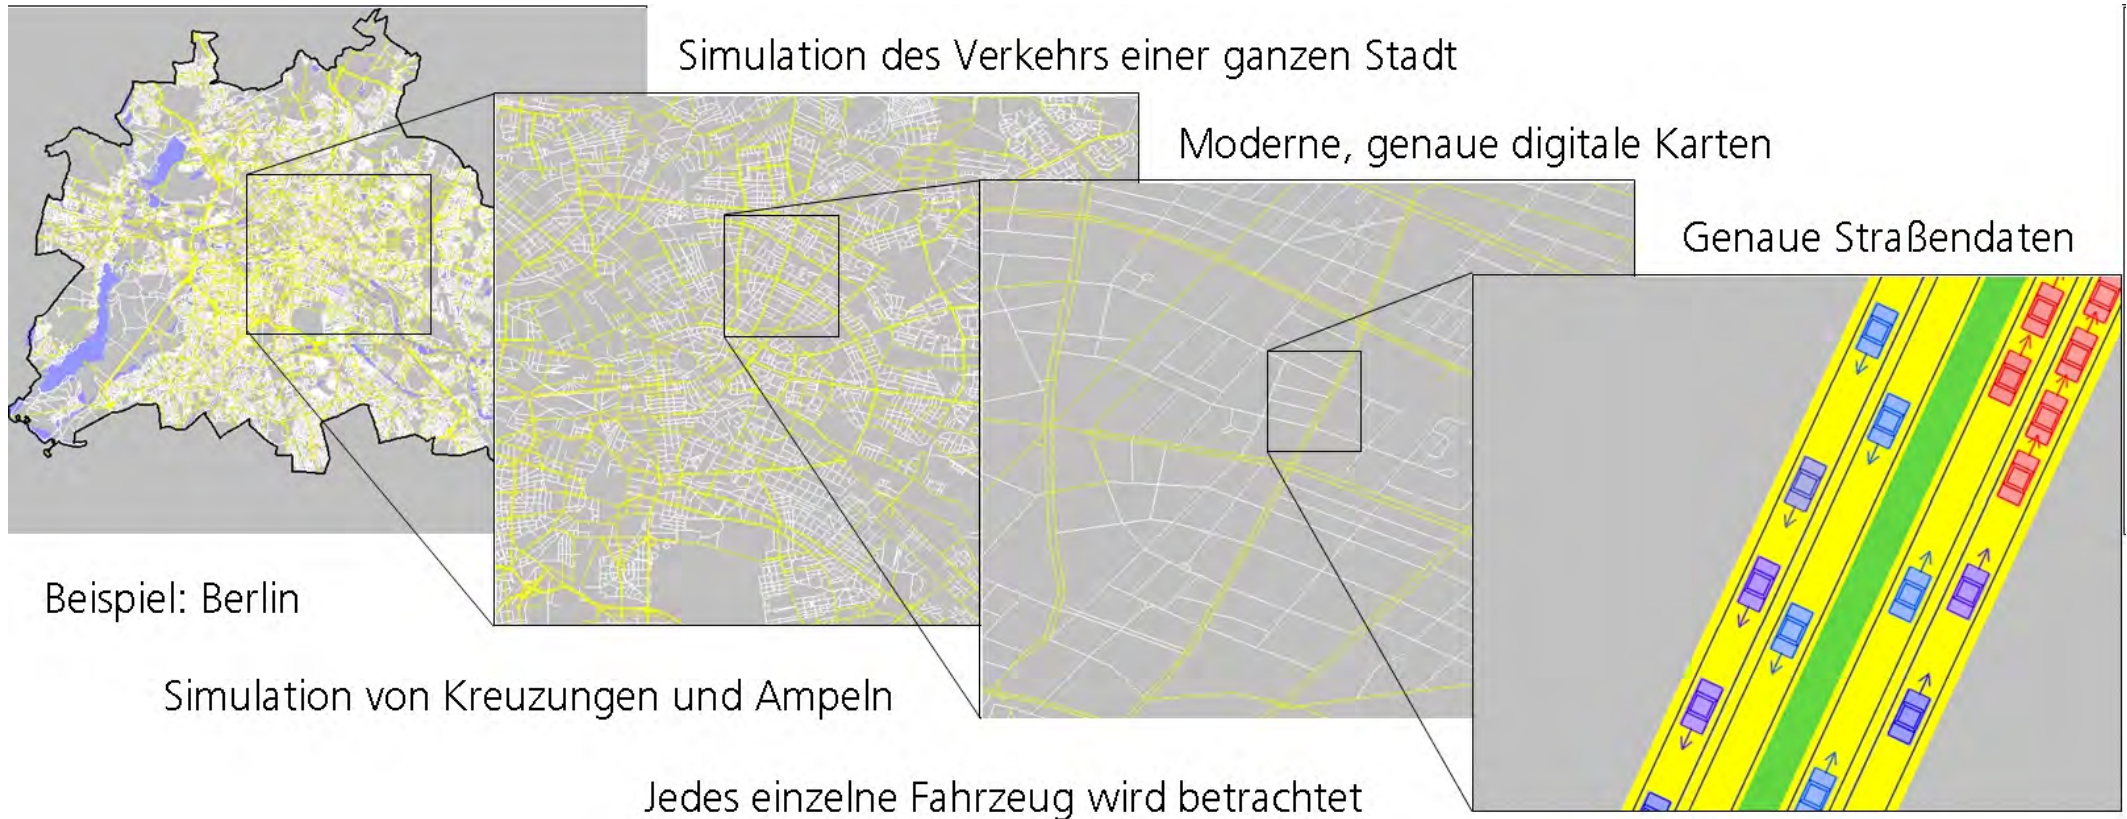 Simulation des Verkehrs einer ganzen Stadt
Moderne, genaue digitale Karten
Genaue Straßendaten
Beispiel: Berlin
Simulation von Kreuzungen und Ampeln
Jedes einzelne Fahrzeug wird betrachtet